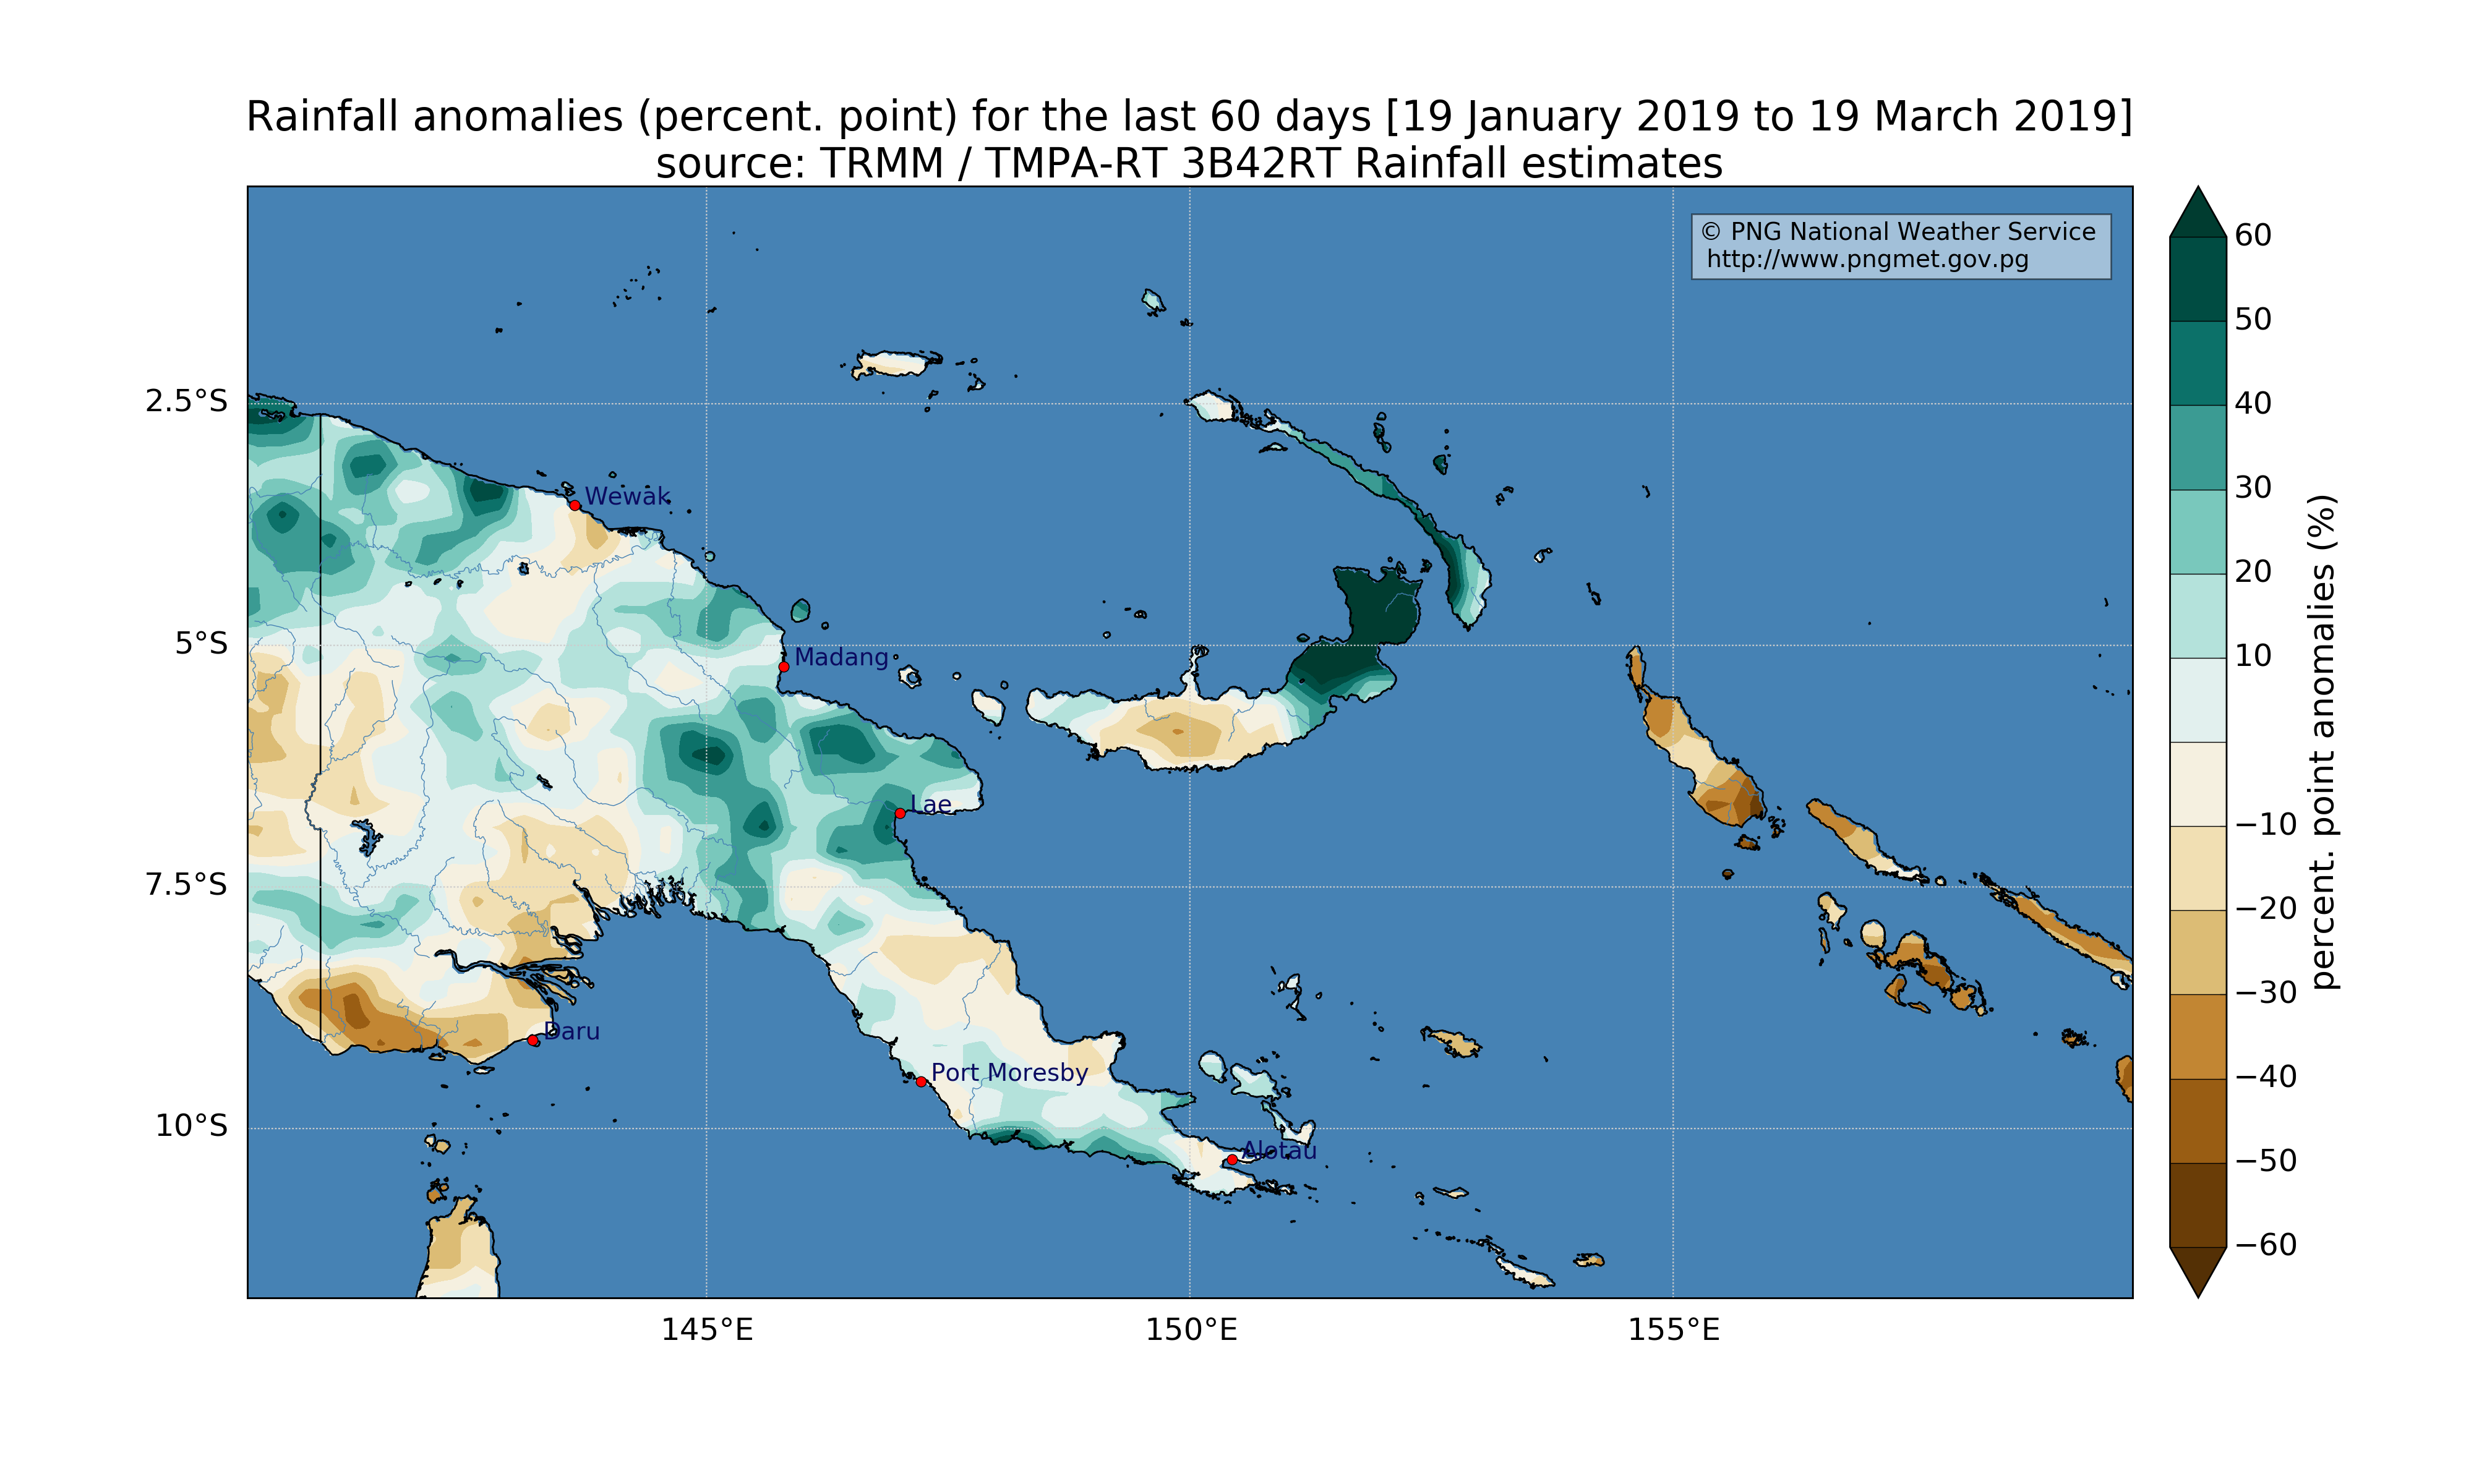 Rainfall anomalies (percent. point) for the last 60 days [19 January 2019 to 19 March 2019]
source: TRMM / TMPA-RT 3B42RT Rainfall estimates
© PNG National Weather Service
http://www.pngmet.gov.pg
2.5°S
5°S
7.5°S
10°S
Wewak
Madang
Lae
Daru
Port Moresby
Alotau
145°E
150°E
155°E
60
50
40
30
20
10
−10
−20
−30
−40
−50
−60
percent. point anomalies (%)